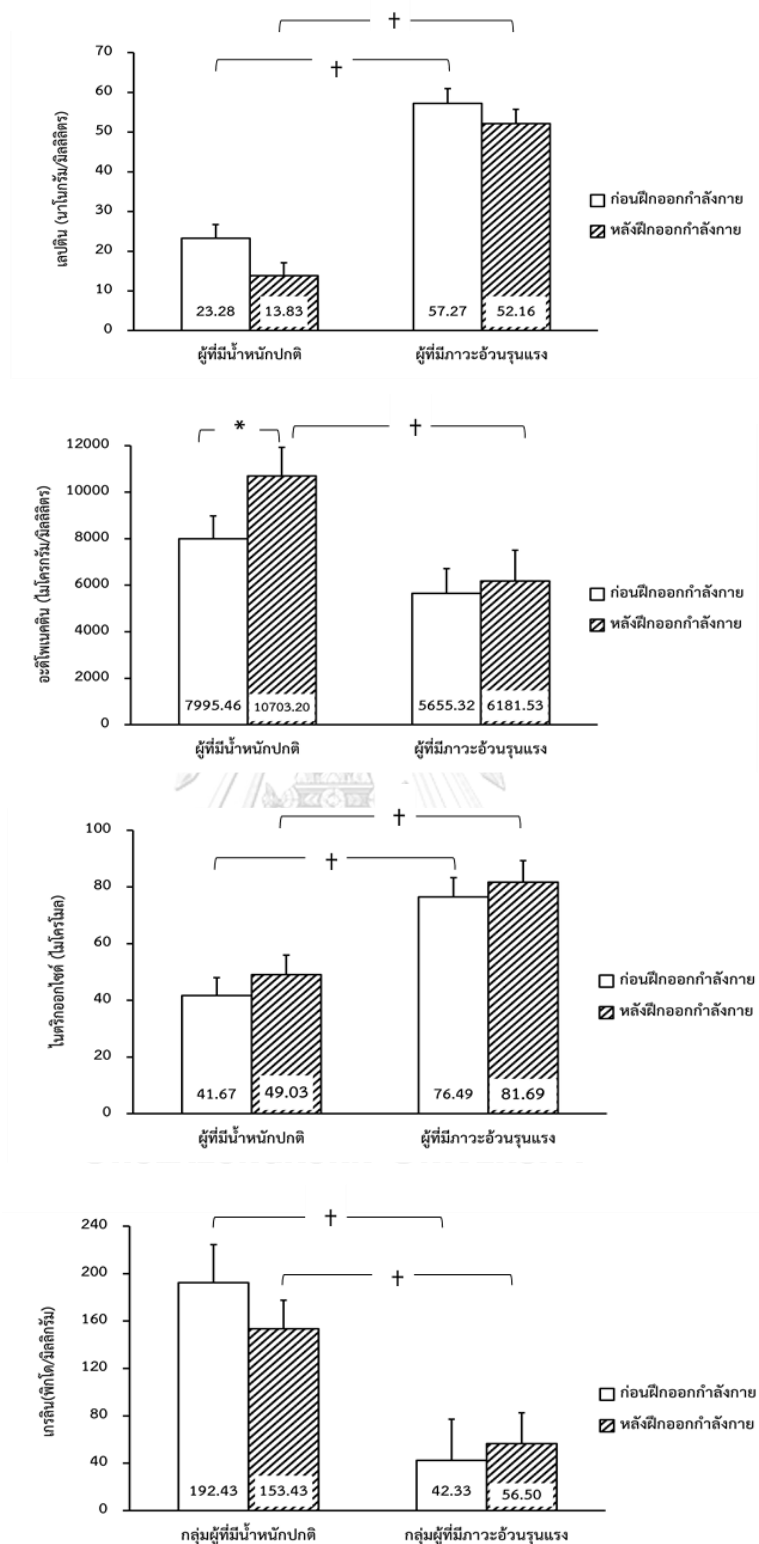 †
†
70
60
50
40
30
20
10
0
เลปติน (นาโนกรัม/มิลลิลิตร)
23.28 13.83 57.27 52.16
ผู้ที่มีน้ำหนักปกติ ผู้ที่มีภาวะอ้วนรุนแรง
ก่อนฝึกออกกำลังกาย
หลังฝึกออกกำลังกาย
* †
12000
10000
8000
6000
4000
2000
0
อะดิโพเนคติน (ไมโครกรัม/มิลลิลิตร)
7995.46 10703.20 5655.32 6181.53
ผู้ที่มีน้ำหนักปกติ ผู้ที่มีภาวะอ้วนรุนแรง
ก่อนฝึกออกกำลังกาย
หลังฝึกออกกำลังกาย
†
†
100
80
60
40
20
0
ไนตริกออกไซด์ (ไมโครโมล)
41.67 49.03 76.49 81.69
ผู้ที่มีน้ำหนักปกติ ผู้ที่มีภาวะอ้วนรุนแรง
ก่อนฝึกออกกำลังกาย
หลังฝึกออกกำลังกาย
†
†
240
200
160
120
80
40
0
เกรลิน(พิกโต/มิลลิกรัม)
192.43 153.43 42.33 56.50
กลุ่มผู้ที่มีน้ำหนักปกติ กลุ่มผู้ที่มีภาวะอ้วนรุนแรง
ก่อนฝึกออกกำลังกาย
หลังฝึกออกกำลังกาย